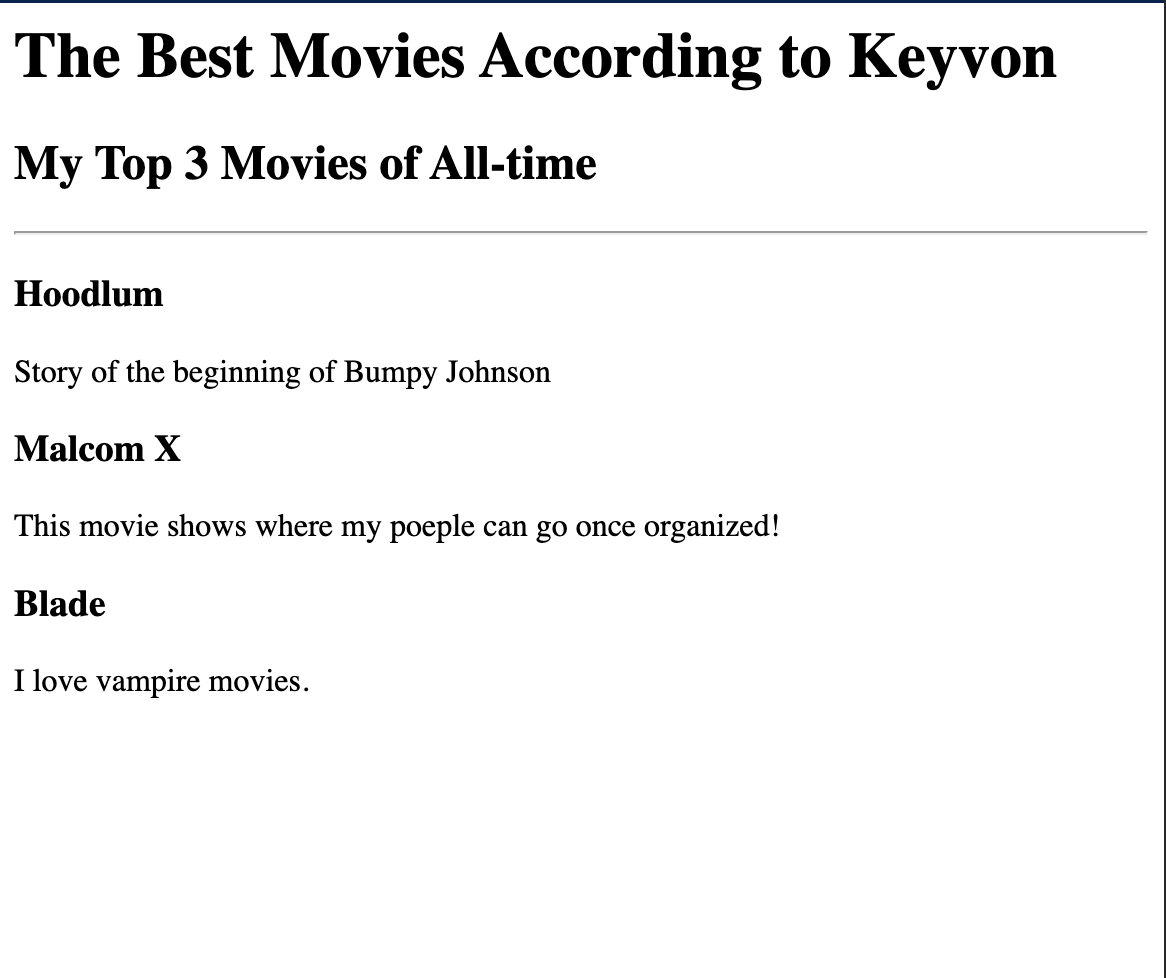 The Best Movies According to Keyvon
My Top 3 Movies of All-time
Hoodlum
Story of the beginning of Bumpy Johnson
Malcom X
This movie shows where my poeple can go once organized!
Blade
I love vampire movies.